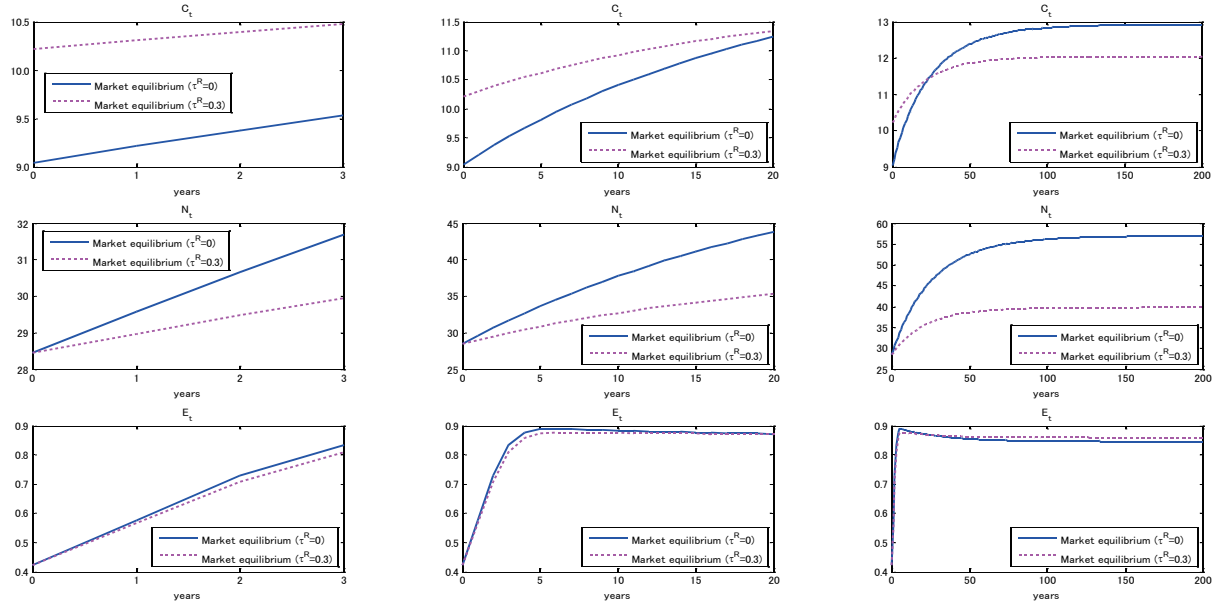 C_t
10.5
10.0
9.5
9.0
Market equilibrium (τ^R=0)
Market equilibrium (τ^R=0.3)
0 1 2 3
years
C_t
11.5
11.0
10.5
10.0
9.5
9.0
Market equilibrium (τ^R=0)
Market equilibrium (τ^R=0.3)
0 5 10 15 20
years
C_t
13
12
11
10
9
Market equilibrium (τ^R=0)
Market equilibrium (τ^R=0.3)
0 50 100 150 200
years
N_t
32
31
30
29
28
Market equilibrium (τ^R=0)
Market equilibrium (τ^R=0.3)
0 1 2 3
years
N_t
45
40
35
30
25
Market equilibrium (τ^R=0)
Market equilibrium (τ^R=0.3)
0 5 10 15 20
years
N_t
60
55
50
45
40
35
30
25
Market equilibrium (τ^R=0)
Market equilibrium (τ^R=0.3)
0 50 100 150 200
years
E_t
0.9
0.8
0.7
0.6
0.5
0.4
Market equilibrium (τ^R=0)
Market equilibrium (τ^R=0.3)
0 1 2 3
years
E_t
0.9
0.8
0.7
0.6
0.5
0.4
Market equilibrium (τ^R=0)
Market equilibrium (τ^R=0.3)
0 5 10 15 20
years
E_t
0.9
0.8
0.7
0.6
0.5
0.4
Market equilibrium (τ^R=0)
Market equilibrium (τ^R=0.3)
0 50 100 150 200
years